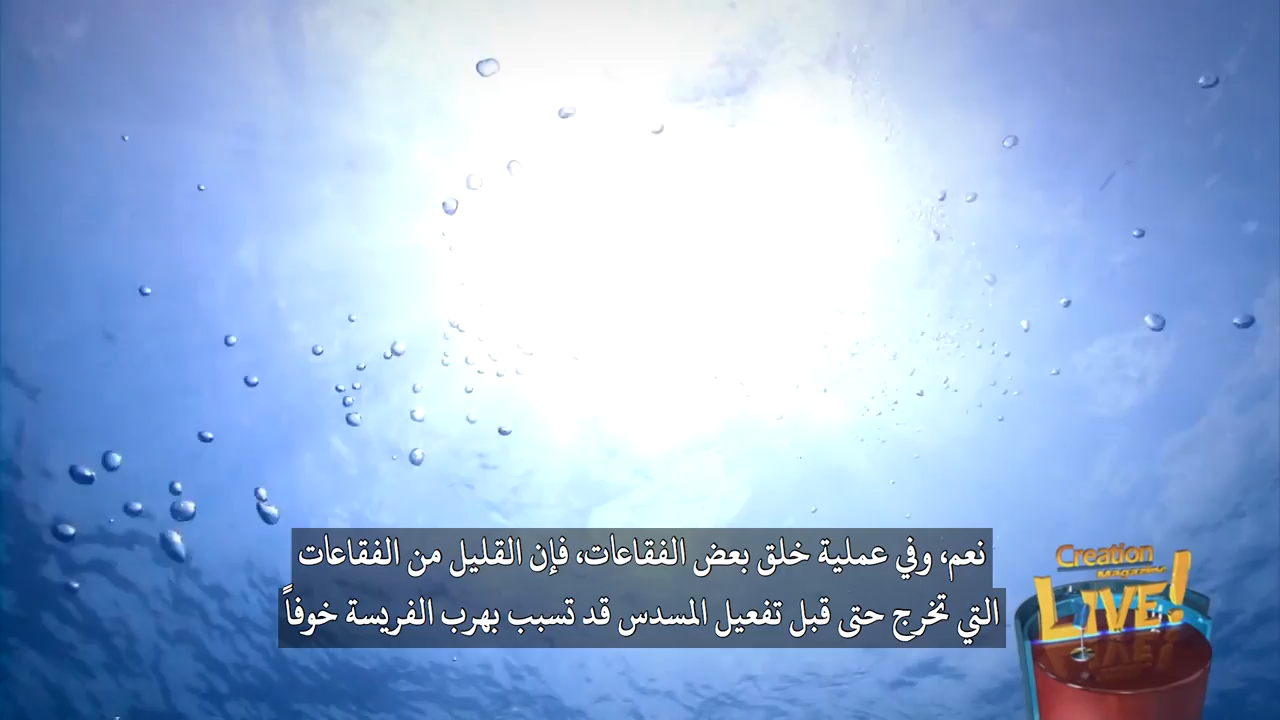 نعم، وفي عملية خلق بعض الفقاعات، فإن القليل من الفقاعات
التي تخرج حتى قبل تفعيل المسدس قد تسبب بهرب الفريسة خوفاً
Creation
Magazine
LIVE!